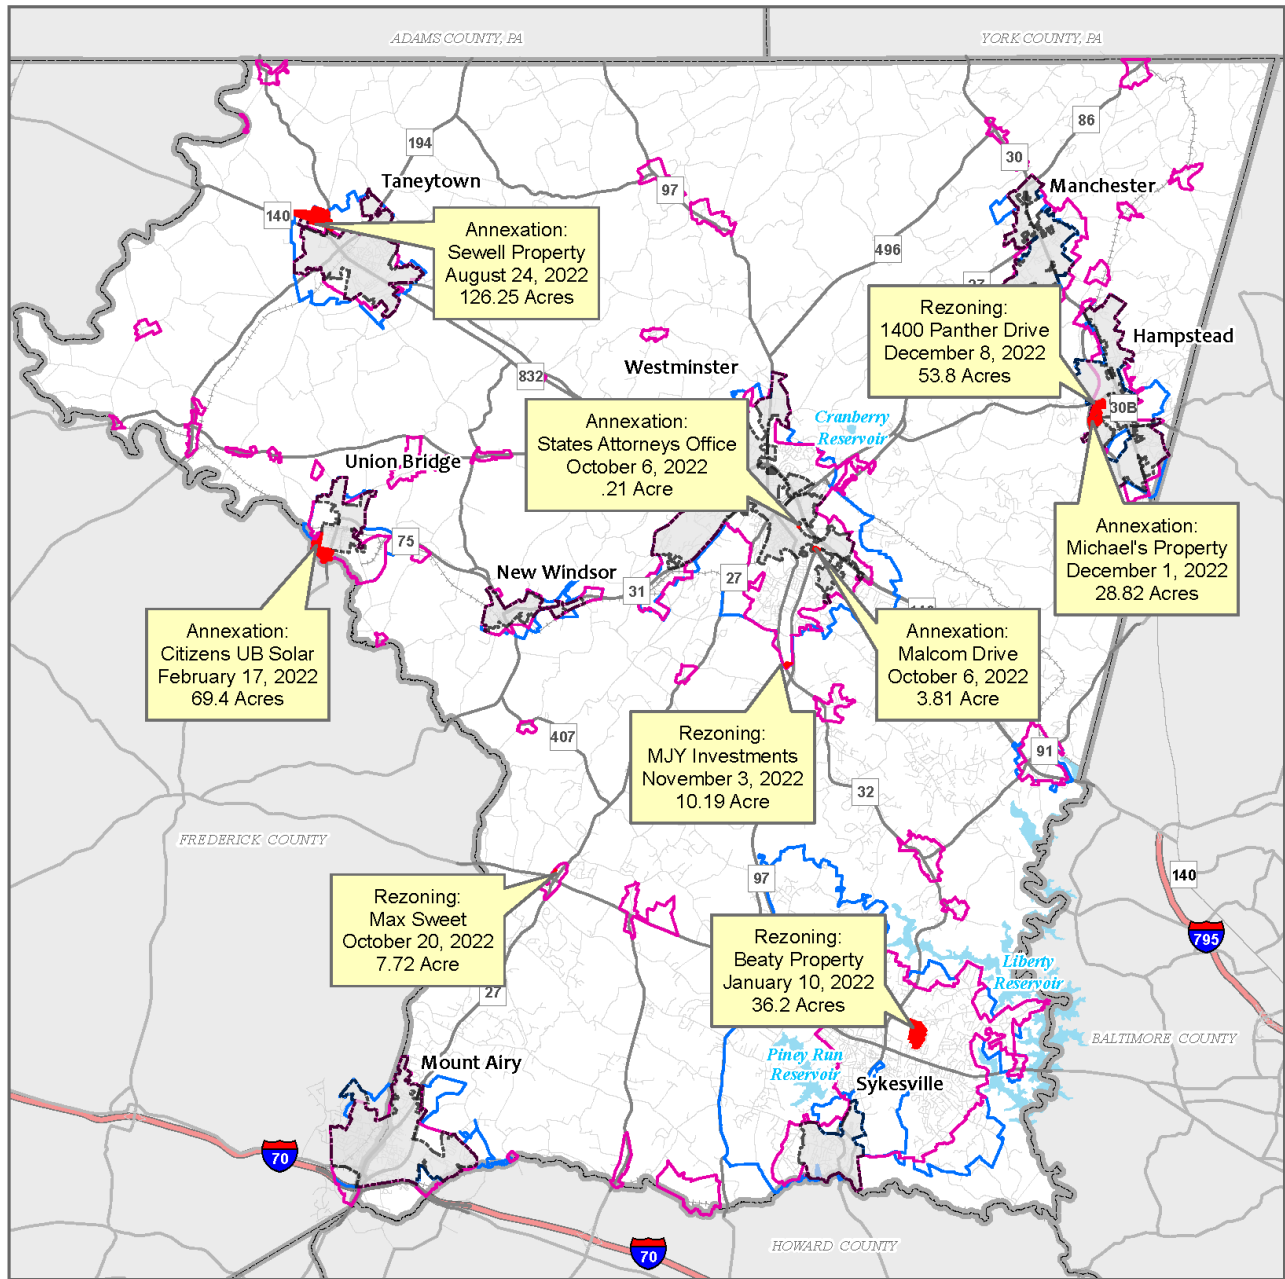 ADAMS COUNTY, PA
YORK COUNTY, PA
86
194
30
Taneytown
97
Manchester
140
Annexation:
Sewell Property
August 24, 2022
126.25 Acres
496
27
Rezoning:
1400 Panther Drive
December 8, 2022
53.8 Acres
Hampstead
Westminster
832
30B
Cranberry
Reservoir
Annexation:
States Attorneys Office
October 6, 2022
.21 Acre
Union Bridge
75
Annexation:
Michael's Property
December 1, 2022
28.82 Acres
New Windsor
31
27
Annexation:
Citizens UB Solar
February 17, 2022
69.4 Acres
Annexation:
Malcom Drive
October 6, 2022
3.81 Acre
407
Rezoning:
MJY Investments
November 3, 2022
10.19 Acre
91
32
FREDERICK COUNTY
97
140
Rezoning:
Max Sweet
October 20, 2022
7.72 Acre
27
Rezoning:
Beaty Property
January 10, 2022
36.2 Acres
795
Liberty
Reservoir
BALTIMORE COUNTY
Piney Run
Reservoir
Mount Airy
Sykesville
70
70
HOWARD COUNTY